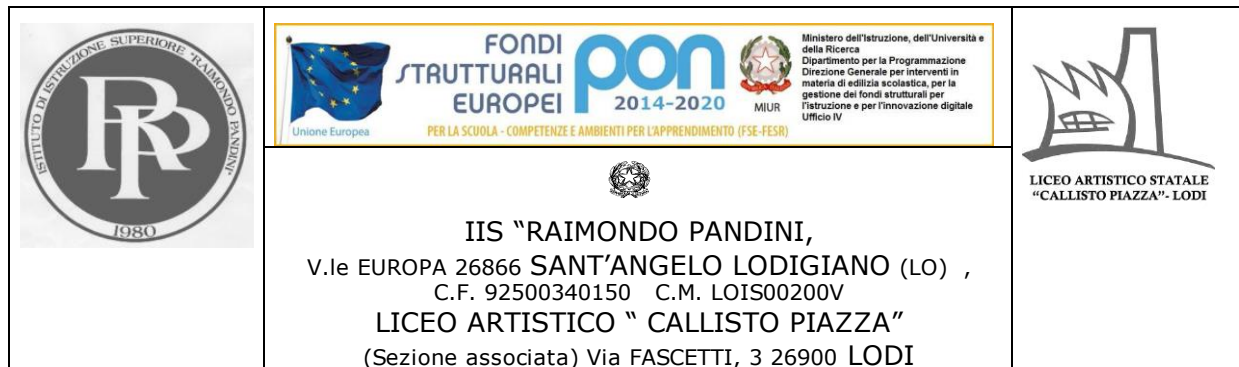 ISTITUTO DI ISTRUZIONE SUPERIORE "RAIMONDO PANDINI"
1980
Unione Europea
FONDI
STRUTTURALI
EUROPEI
pon
2014-2020
MIUR
Ministero dell'Istruzione, dell'Università e
della Ricerca
Dipartimento per la Programmazione
Direzione Generale per interventi in
materia di edilizia scolastica, per la
gestione dei fondi strutturali per
l'istruzione e per l'innovazione digitale
Ufficio IV
PER LA SCUOLA - COMPETENZE E AMBIENTI PER L'APPRENDIMENTO (FSE-FESR)
LICEO ARTISTICO STATALE
"CALLISTO PIAZZA"- LODI
IIS "RAIMONDO PANDINI,
V.le EUROPA 26866 SANT'ANGELO LODIGIANO (LO) ,
C.F. 92500340150 C.M. LOIS00200V
LICEO ARTISTICO " CALLISTO PIAZZA"
(Sezione associata) Via FASCETTI, 3 26900 LODI